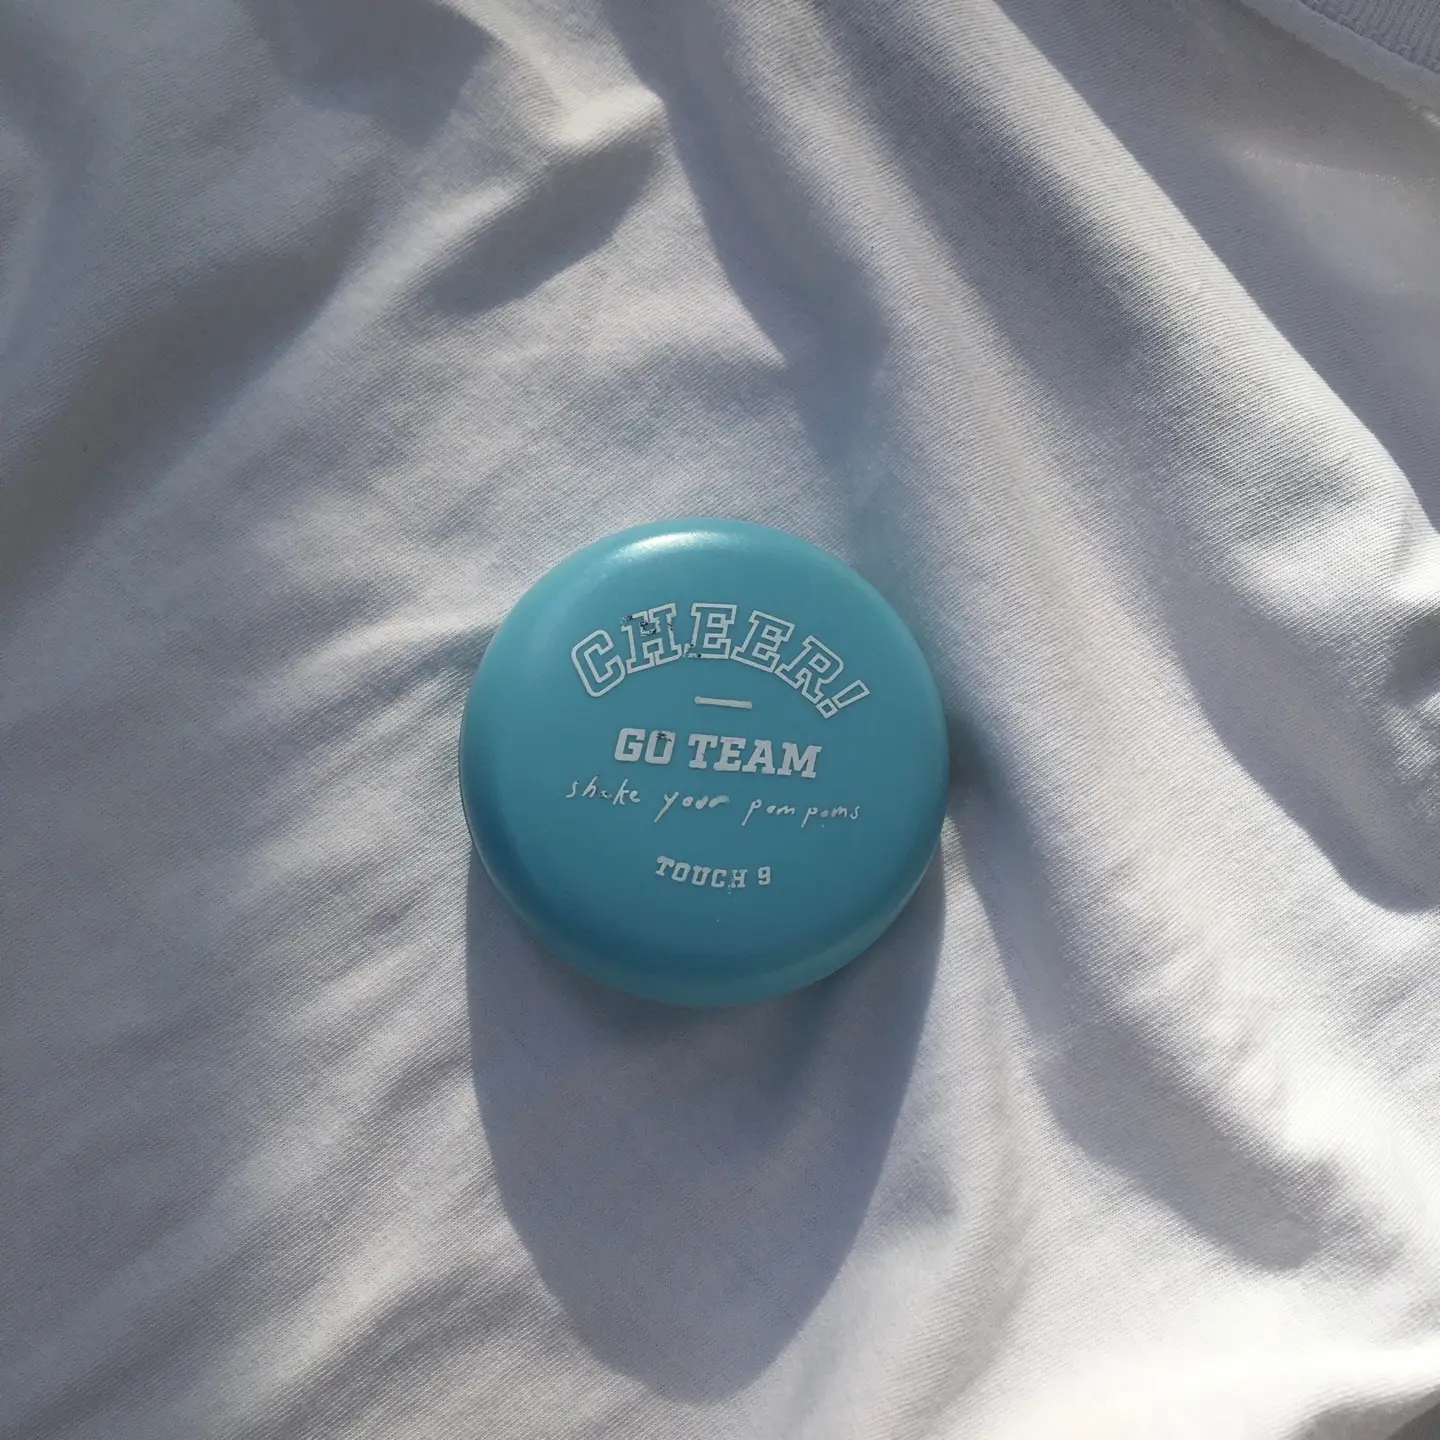 CHEER!
GO TEAM
shake your pom poms
TOUCH 9